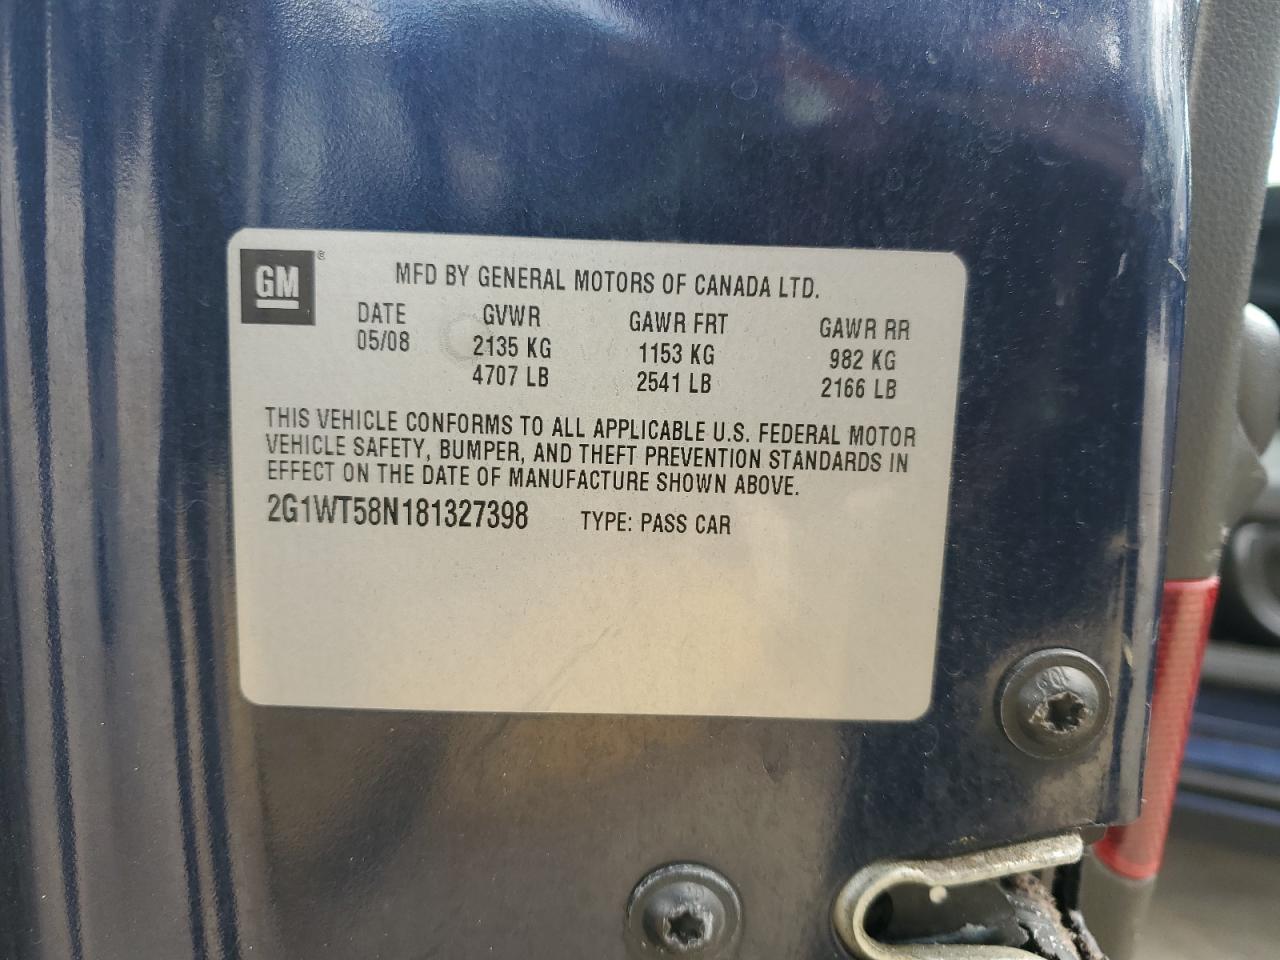 GM ®
MFD BY GENERAL MOTORS OF CANADA LTD.
DATE GVWR GAWR FRT GAWR RR
05/08 2135 KG 1153 KG 982 KG
4707 LB 2541 LB 2166 LB
THIS VEHICLE CONFORMS TO ALL APPLICABLE U.S. FEDERAL MOTOR
VEHICLE SAFETY, BUMPER, AND THEFT PREVENTION STANDARDS IN
EFFECT ON THE DATE OF MANUFACTURE SHOWN ABOVE.
2G1WT58N181327398 TYPE: PASS CAR